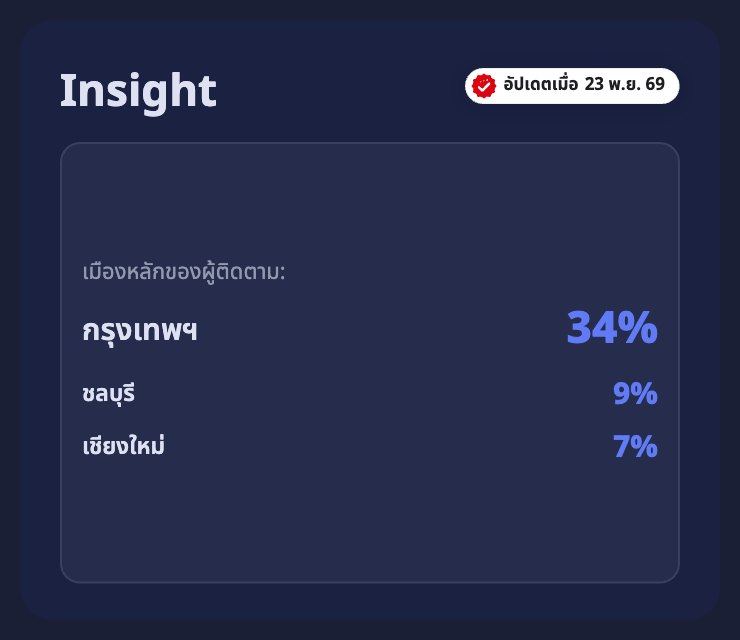 Insight
อัปเดตเมื่อ 23 พ.ย. 69
เมืองหลักของผู้ติดตาม:
กรุงเทพฯ 34%
ชลบุรี 9%
เชียงใหม่ 7%